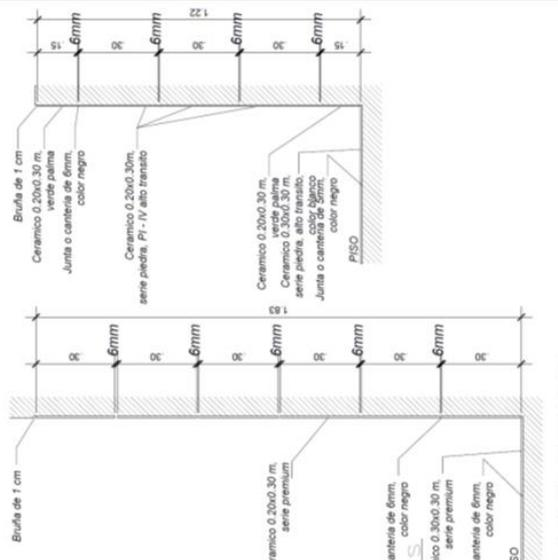 1.22
.15
6mm
.30
6mm
.30
6mm
.30
6mm
.15
Bruña de 1 cm
Ceramico 0.20x0.30 m,
verde palma
Junta o canteria de 6mm,
color negro
Ceramico 0.20x0.30m,
serie piedra, PI - IV alto transito
Ceramico 0.20x0.30 m,
verde palma
Ceramico 0.30x0.30 m,
serie piedra, alto transito,
color blanco
Junta o canteria de 5mm,
color negro
PISO
1.83
.30
6mm
.30
6mm
.30
6mm
.30
6mm
.30
6mm
.30
Bruña de 1 cm
ramico 0.20x0.30 m,
serie premium
anteria de 6mm,
color negro
ico 0.30x0.30 m,
serie premium
anteria de 6mm,
color negro
SO